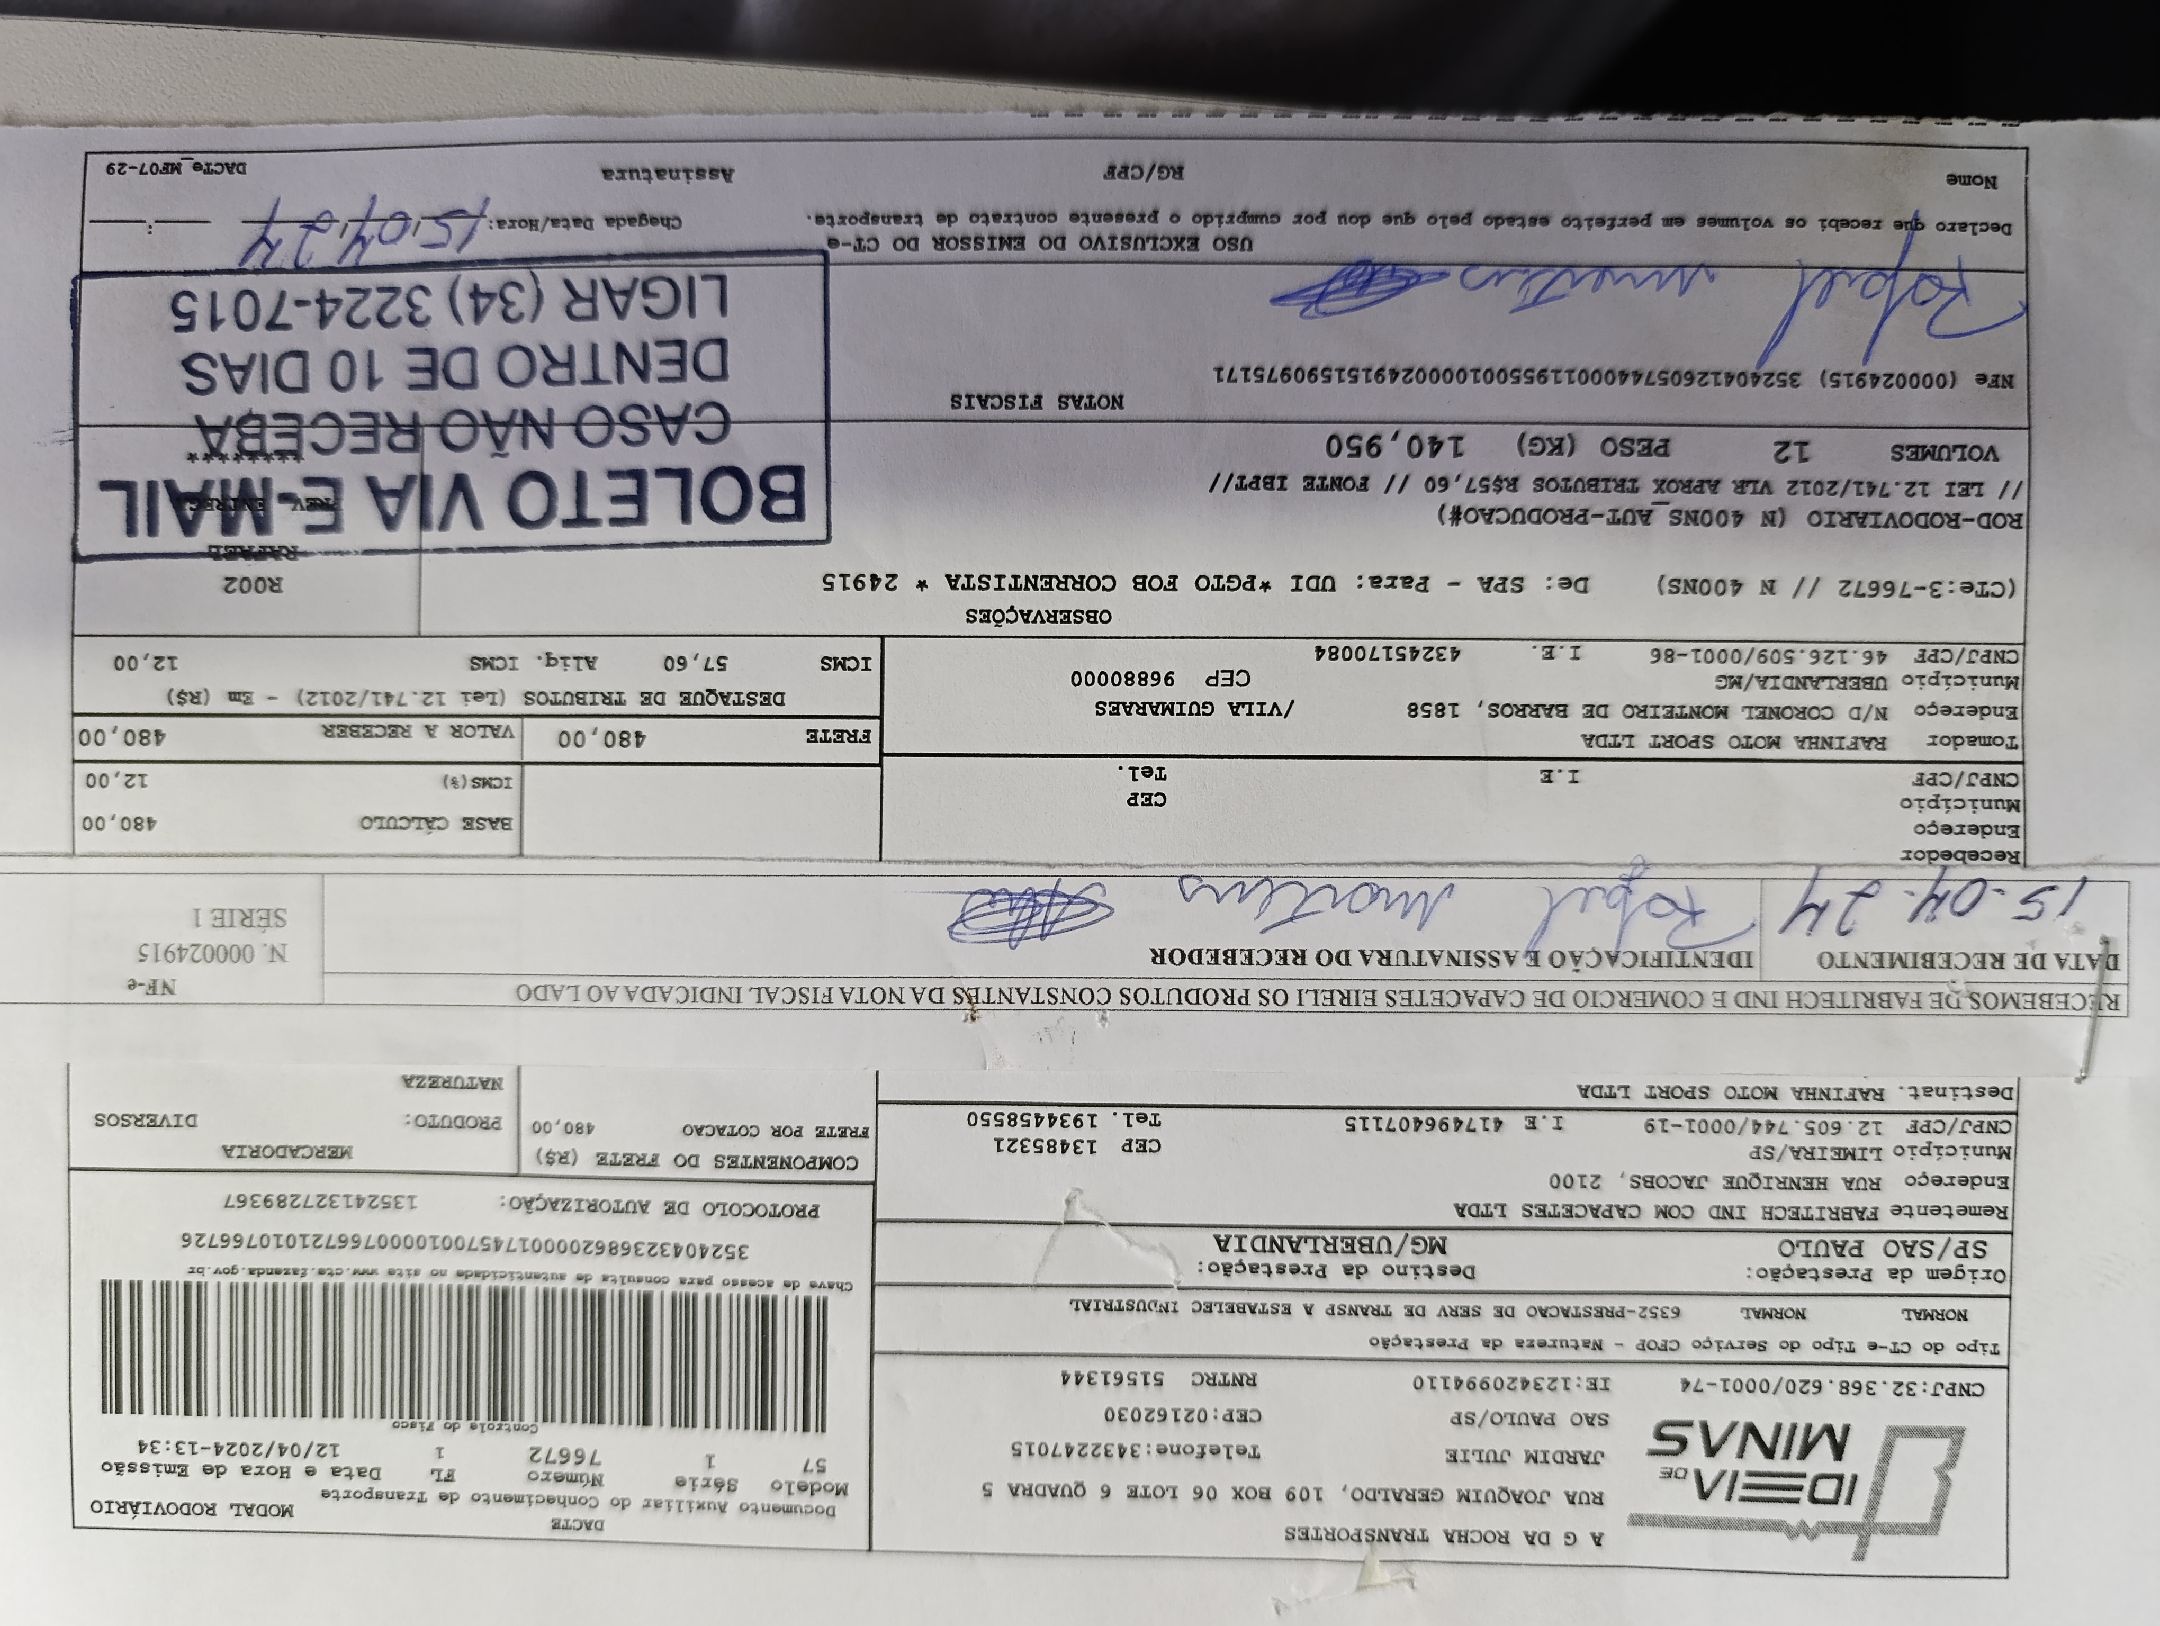 A G DA ROCHA TRANSPORTES
RUA JOAQUIM GERALDO, 109 BOX 06 LOTE 6 QUADRA 5
JARDIM JULIE Telefone:3432247015
SAO PAULO/SP CEP:02162030
CNPJ:32.368.620/0001-74 IE:123420994110 RNTRC 51561344
IDEIA DE
MINAS
DACTE
Documento Auxiliar do Conhecimento de Transporte
MODAL RODOVIÁRIO
Modelo Série Número FL Data e Hora de Emissão
57 1 76672 1 12/04/2024-13:34
Controle do Fisco
Chave de acesso para consulta de autenticidade no site www.cte.fazenda.gov.br
35240432368620000174570010000766721010766726
PROTOCOLO DE AUTORIZAÇÃO: 135241327289367
Tipo do CT-e Tipo do Serviço CFOP - Natureza da Prestação
NORMAL NORMAL 6352-PRESTACAO DE SERV DE TRANSP A ESTABELEC INDUSTRIAL
Origem da Prestação: Destino da Prestação:
SP/SAO PAULO MG/UBERLANDIA
Remetente FABRITECH IND COM CAPACETES LTDA
Endereço RUA HENRIQUE JACOBS, 2100
Município LIMEIRA/SP CEP 13485321
CNPJ/CPF 12.605.744/0001-19 I.E 417496407115 Tel. 1934458550
Destinat. RAFINHA MOTO SPORT LTDA
COMPONENTES DO FRETE (R$) MERCADORIA
FRETE POR COTACAO 480,00 PRODUTO: DIVERSOS
NATUREZA
RECEBEMOS DE FABRITECH IND E COMERCIO DE CAPACETES EIRELI OS PRODUTOS CONSTANTES DA NOTA FISCAL INDICADA AO LADO
DATA DE RECEBIMENTO IDENTIFICAÇÃO E ASSINATURA DO RECEBEDOR
15.04.24 Rafael Martins
NF-e
N. 000024915
SÉRIE 1
Recebedor
Endereço
Município CEP
CNPJ/CPF I.E Tel.
BASE CÁLCULO 480,00
ICMS(%) 12,00
Tomador RAFINHA MOTO SPORT LTDA
Endereço N/D CORONEL MONTEIRO DE BARROS, 1858 /VILA GUIMARAES
Município UBERLANDIA/MG CEP 96880000
CNPJ/CPF 46.126.509/0001-86 I.E. 43245170084
FRETE 480,00 VALOR A RECEBER 480,00
DESTAQUE DE TRIBUTOS (Lei 12.741/2012) - Em (R$)
ICMS 57,60 Aliq. ICMS 12,00
OBSERVAÇÕES
(CTe:3-76672 // N 400NS) De: SPA - Para: UDI *PGTO FOB CORRENTISTA * 24915
ROD-RODOVIARIO (N 400NS_AUT-PRODUCAO#)
// LEI 12.741/2012 VLR APROX TRIBUTOS R$57,60 // FONTE IBPT//
VOLUMES 12 PESO (KG) 140,950
R002
RAFAEL
PREV. ENTREGA
********
BOLETO VIA E-MAIL
CASO NÃO RECEBA
DENTRO DE 10 DIAS
LIGAR (34) 3224-7015
NOTAS FISCAIS
NFe (000024915) 35240412605744000119550010000249151590975171
Rafael Martins
USO EXCLUSIVO DO EMISSOR DO CT-e
Declaro que recebi os volumes em perfeito estado pelo que dou por cumprido o presente contrato de transporte.
Chegada Data/Hora: 15/04/24 :
Nome RG/CPF Assinatura
DACTe_MF07-29